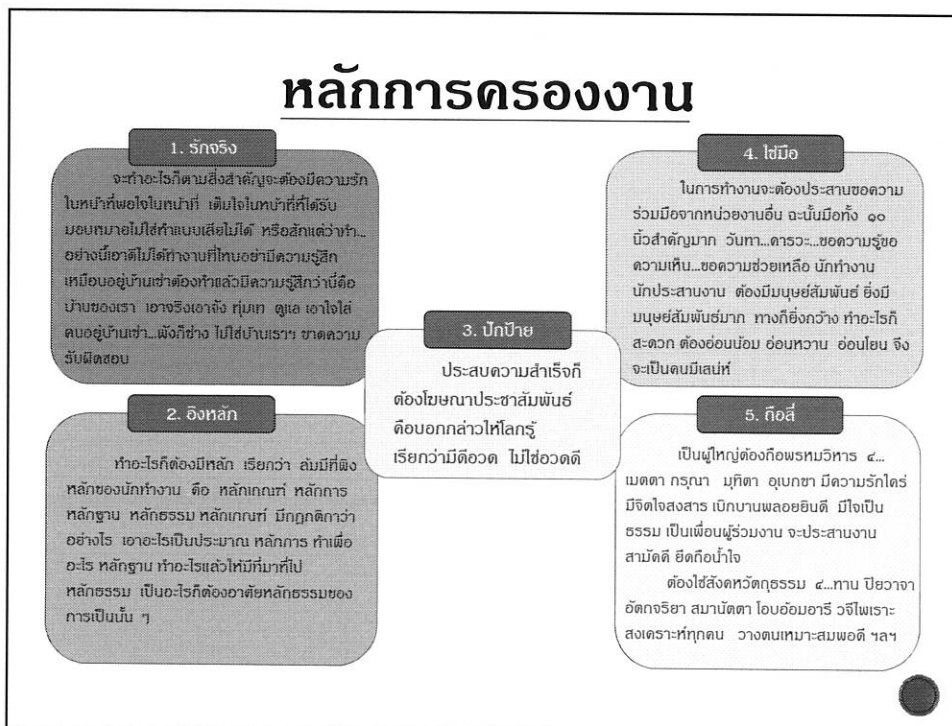 หลักการครองงาน
1. รักจริง
จะทำอะไรก็ตามสิ่งสำคัญจะต้องมีความรัก
ในหน้าที่พอใจในหน้าที่ เต็มใจในหน้าที่ที่ได้รับ
มอบหมายไม่ใช่ทำแบบเสียไม่ได้ หรือสักแต่ว่าทำ...
อย่างนี้เอาดีไม่ได้ทำงานที่ไหนอย่ามีความรู้สึก
เหมือนอยู่บ้านเช่าต้องทำแล้วมีความรู้สึกว่านี่คือ
บ้านของเรา เอาจริงเอาจัง ทุ่มเท ดูแล เอาใจใส่
คนอยู่บ้านเช่า...พังก็ช่าง ไม่ใช่บ้านเราฯ ขาดความ
รับผิดชอบ
2. อิงหลัก
ทำอะไรก็ต้องมีหลัก เรียกว่า ล้มมีที่พิง
หลักของนักทำงาน คือ หลักเกณฑ์ หลักการ
หลักฐาน หลักธรรม หลักเกณฑ์ มีกฎกติกาว่า
อย่างไร เอาอะไรเป็นประมาณ หลักการ ทำเพื่อ
อะไร หลักฐาน ทำอะไรแล้วให้มีที่มาที่ไป
หลักธรรม เป็นอะไรก็ต้องอาศัยหลักธรรมของ
การเป็นนั้น ๆ
3. ปักป้าย
ประสบความสำเร็จก็
ต้องโฆษณาประชาสัมพันธ์
คือบอกกล่าวให้โลกรู้
เรียกว่ามีดีอวด ไม่ใช่อวดดี
4. ใช้มือ
ในการทำงานจะต้องประสานขอความ
ร่วมมือจากหน่วยงานอื่น ฉะนั้นมือทั้ง ๑๐
นิ้วสำคัญมาก วันทา...คารวะ...ขอความรู้ขอ
ความเห็น...ขอความช่วยเหลือ นักทำงาน
นักประสานงาน ต้องมีมนุษย์สัมพันธ์ ยิ่งมี
มนุษย์สัมพันธ์มาก ทางก็ยิ่งกว้าง ทำอะไรก็
สะดวก ต้องอ่อนน้อม อ่อนหวาน อ่อนโยน จึง
จะเป็นคนมีเสน่ห์
5. ถือสี่
เป็นผู้ใหญ่ต้องถือพรหมวิหาร ๔...
เมตตา กรุณา มุทิตา อุเบกขา มีความรักใคร่
มีจิตใจสงสาร เบิกบานพลอยยินดี มีใจเป็น
ธรรม เป็นเพื่อนผู้ร่วมงาน จะประสานงาน
สามัคดี ยึดถือน้ำใจ
ต้องใช้สังคหวัตถุธรรม ๔...ทาน ปิยวาจา
อัตถจริยา สมานัตตา โอบอ้อมอารี วจีไพเราะ
สงเคราะห์ทุกคน วางตนเหมาะสมพอดี ฯลฯ